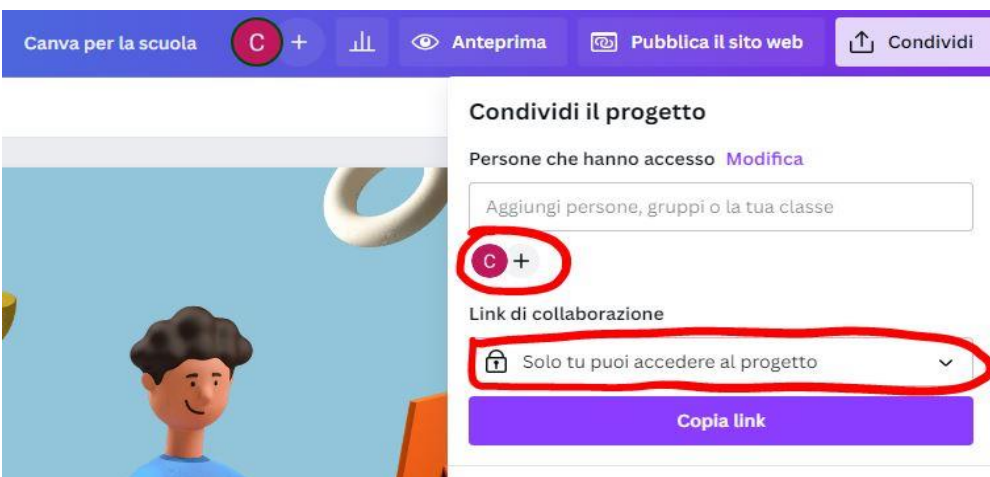 Canva per la scuola C + Anteprima Pubblica il sito web Condividi
Condividi il progetto
Persone che hanno accesso Modifica
Aggiungi persone, gruppi o la tua classe
C +
Link di collaborazione
Solo tu puoi accedere al progetto
Copia link